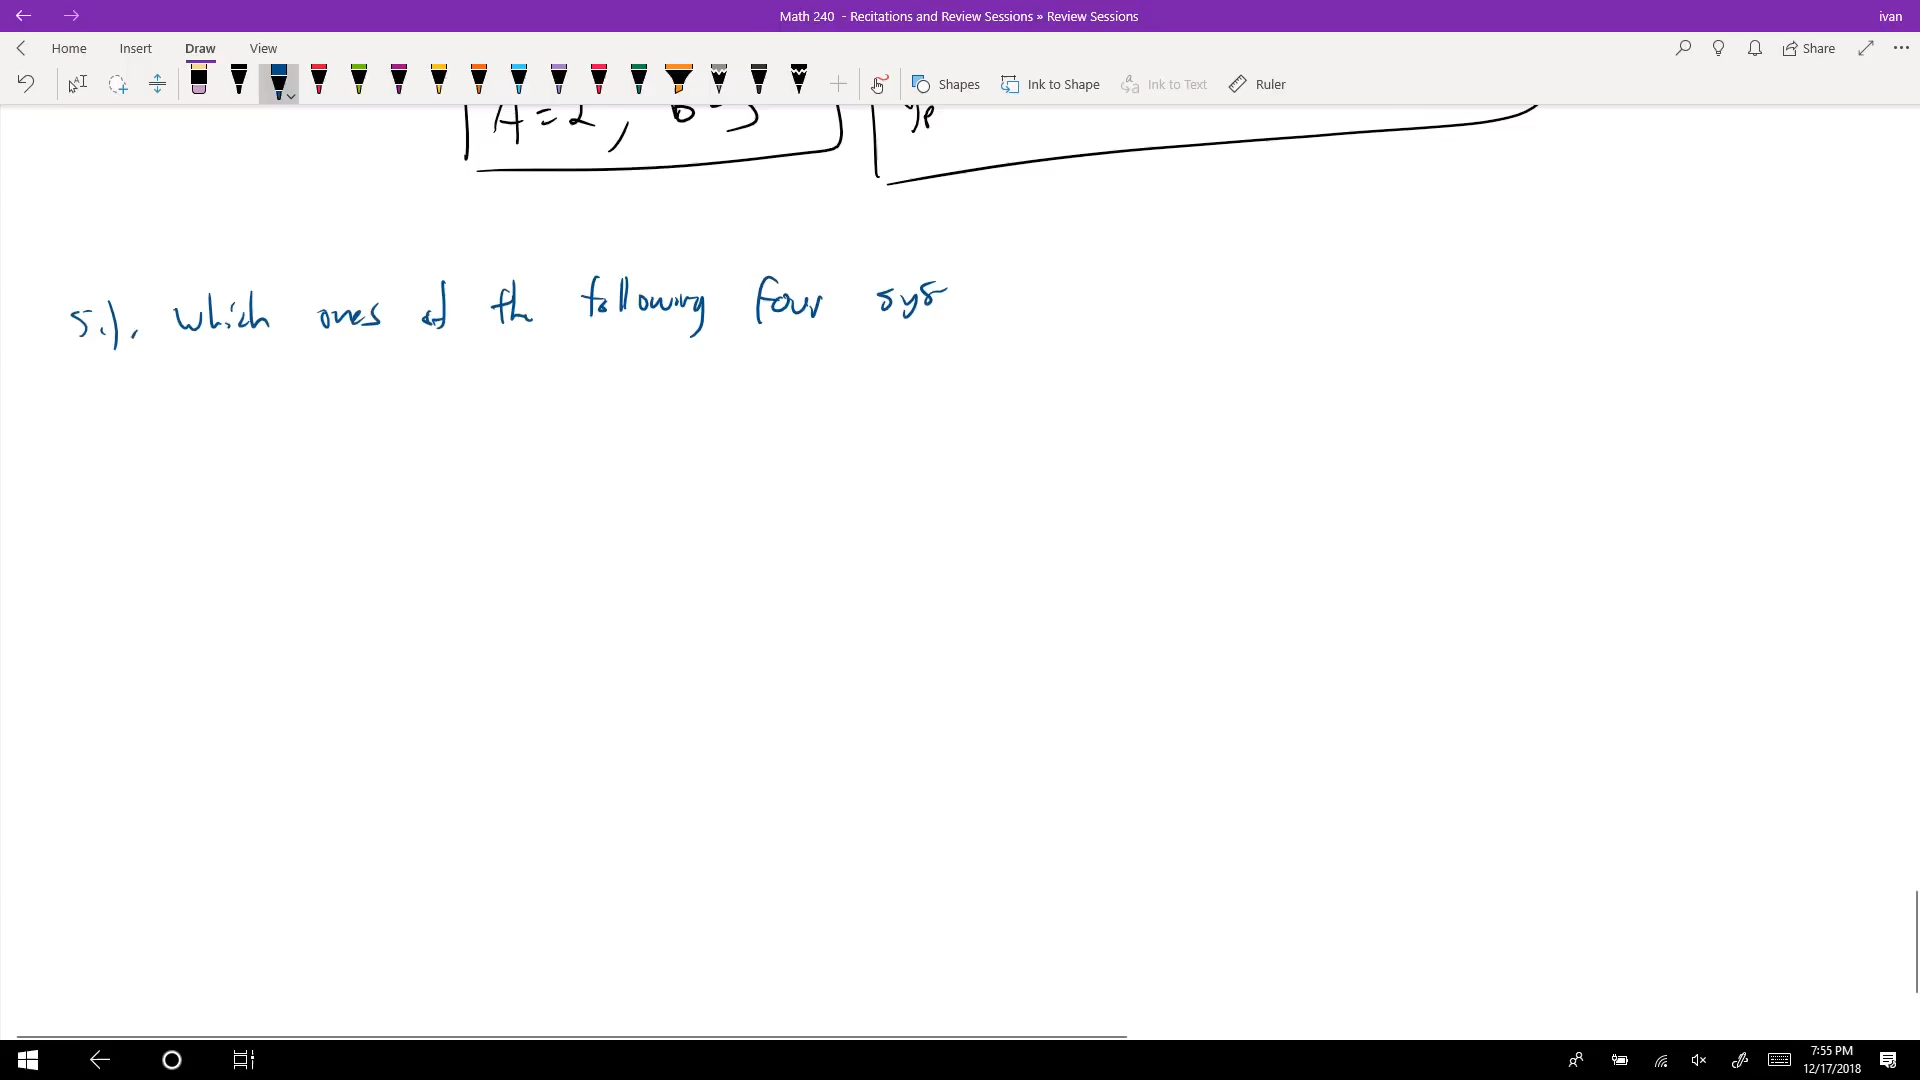 Math 240 - Recitations and Review Sessions » Review Sessions
ivan
Home Insert Draw View
Share
Shapes Ink to Shape Ink to Text Ruler
A = 2 ,
yp
5.). which ones of the following four sys
7:55 PM
12/17/2018